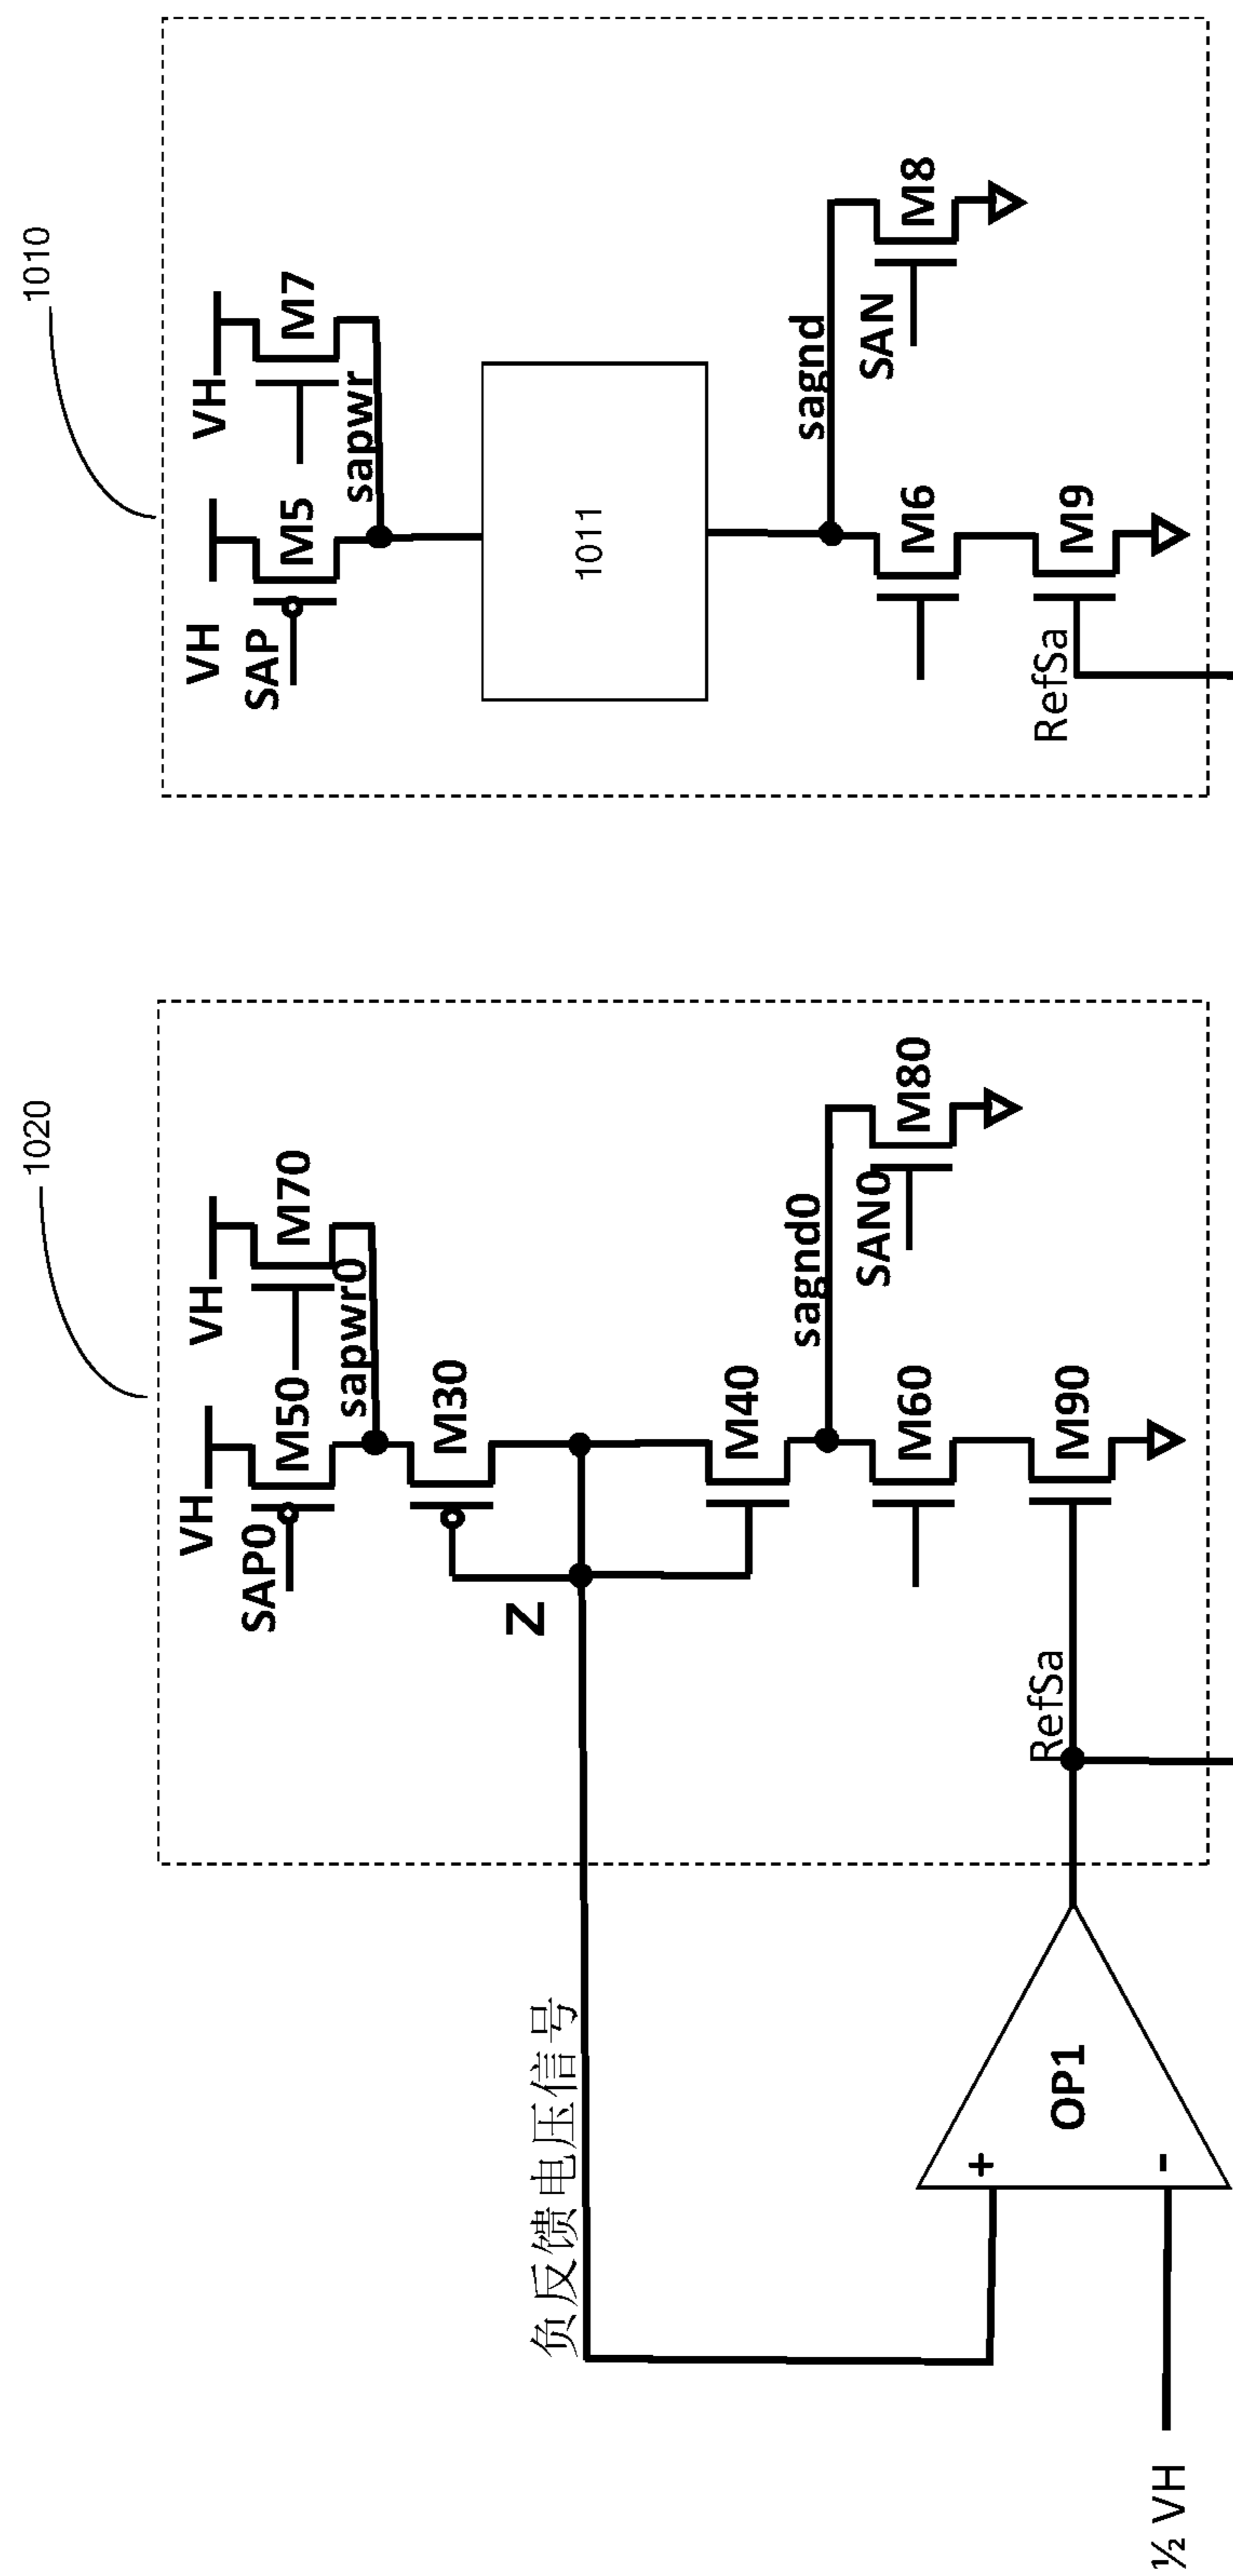 1020
1010
VH
VH
SAP0
M50
M70
sapwr0
M30
Z
M40
sagnd0
SAN0
M80
M60
M90
RefSa
负反馈电压信号
+
-
OP1
½ VH
VH
VH
SAP
M5
M7
sapwr
1011
sagnd
SAN
M8
M6
M9
RefSa